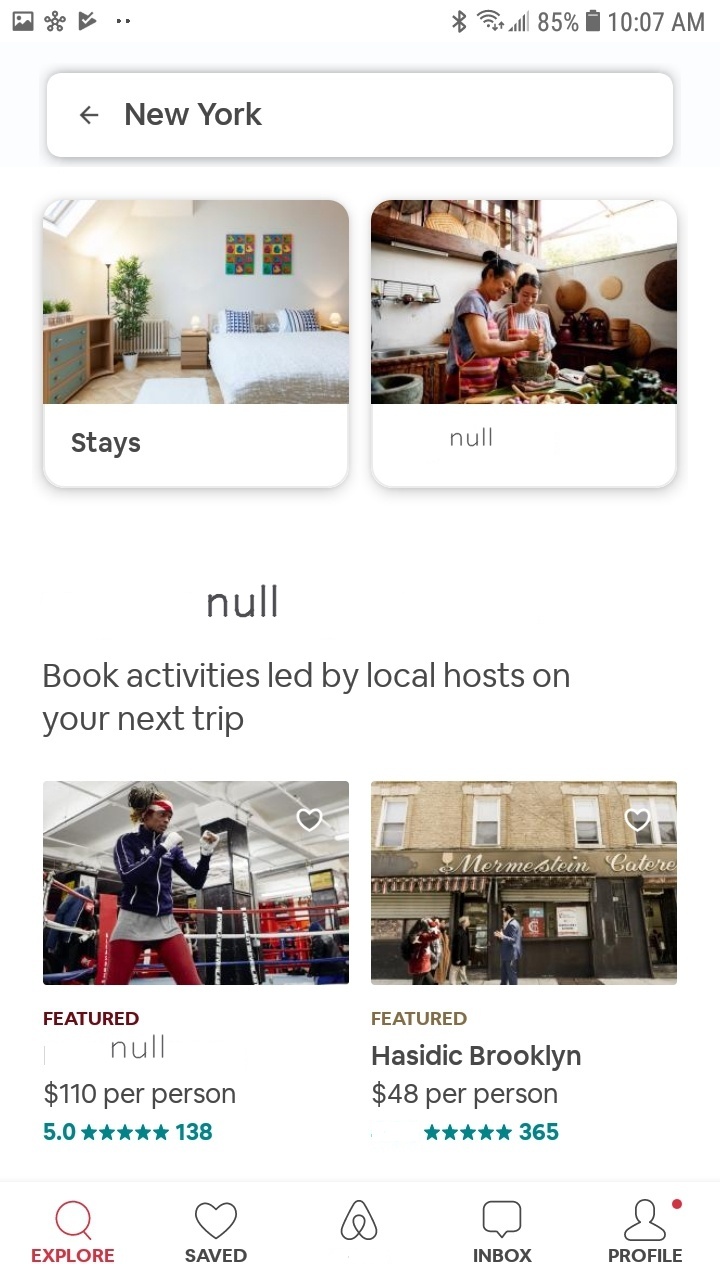 85% 10:07 AM
New York
Stays
null
null
Book activities led by local hosts on
your next trip
Mermelstein Catere
FEATURED
null
$110 per person
5.0 ★★★★★ 138
FEATURED
Hasidic Brooklyn
$48 per person
★★★★★ 365
EXPLORE
SAVED
INBOX
PROFILE